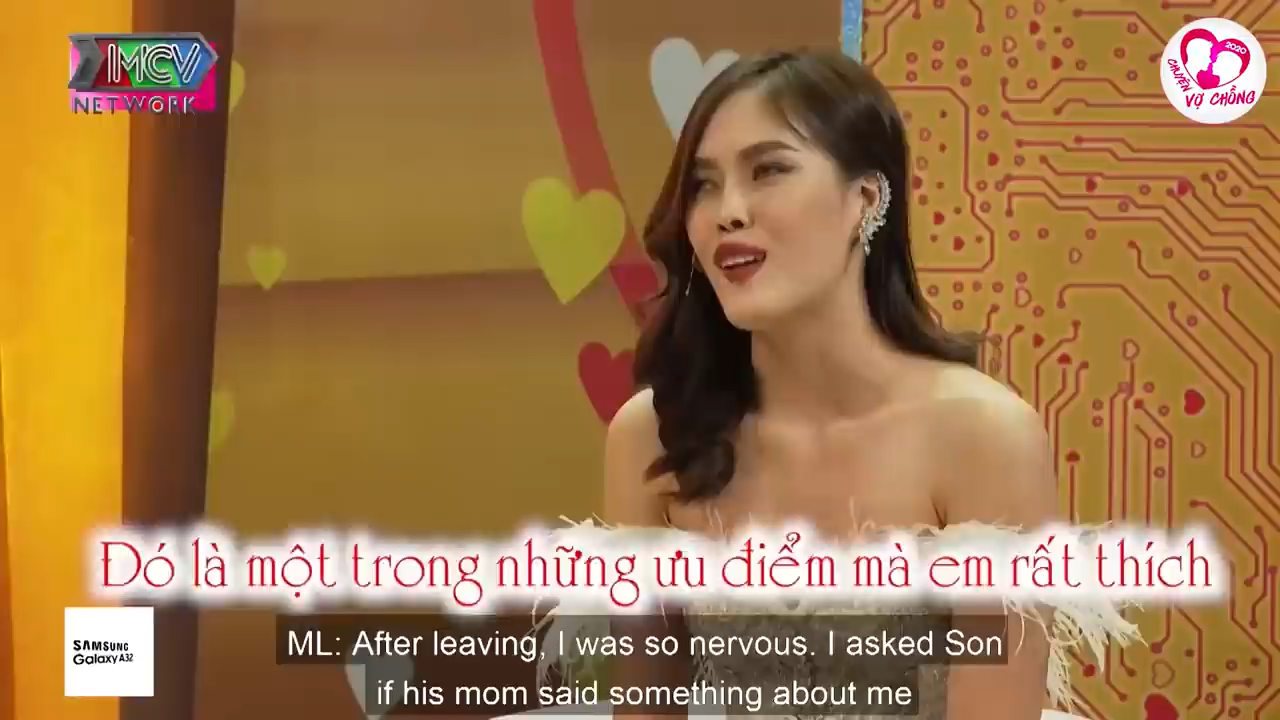 MCV
NETWORK
2020
CHUYỆN
VỢ CHỒNG
Đó là một trong những ưu điểm mà em rất thích
SAMSUNG
Galaxy A32
ML: After leaving, I was so nervous. I asked Son
if his mom said something about me